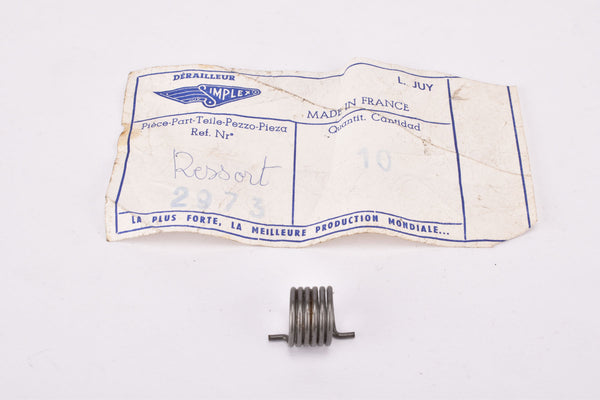 DÉRAILLEUR
SIMPLEX
L. JUY
MADE IN FRANCE
Pièce-Part-Teile-Pezzo-Pieza
Ref. Nr°
Quantit. Cantidad
Ressort
10
2973
LA PLUS FORTE, LA MEILLEURE PRODUCTION MONDIALE...